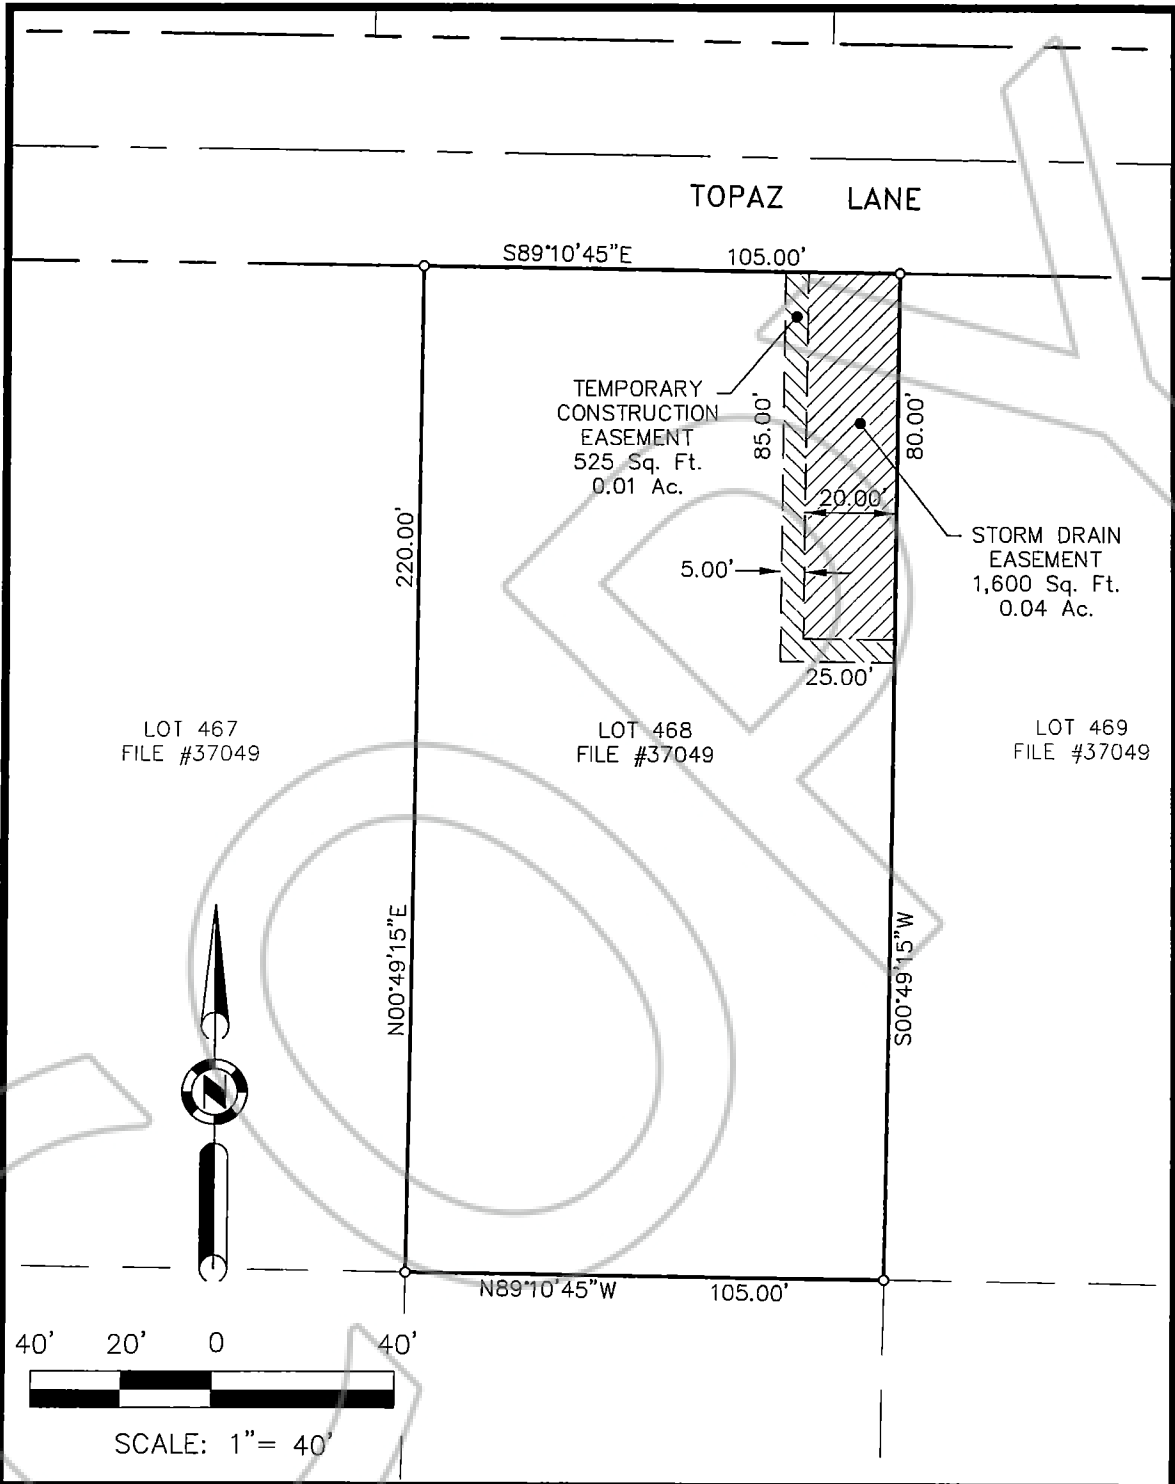 TOPAZ LANE
S89°10'45"E 105.00'
TEMPORARY
CONSTRUCTION
EASEMENT
525 Sq. Ft.
0.01 Ac.
85.00'
80.00'
20.00'
220.00'
5.00'
STORM DRAIN
EASEMENT
1,600 Sq. Ft.
0.04 Ac.
25.00'
LOT 467
FILE #37049
LOT 468
FILE #37049
LOT 469
FILE #37049
N00°49'15"E
S00°49'15"W
N
N89°10'45"W 105.00'
40' 20' 0 40'
SCALE: 1"= 40'
COPY